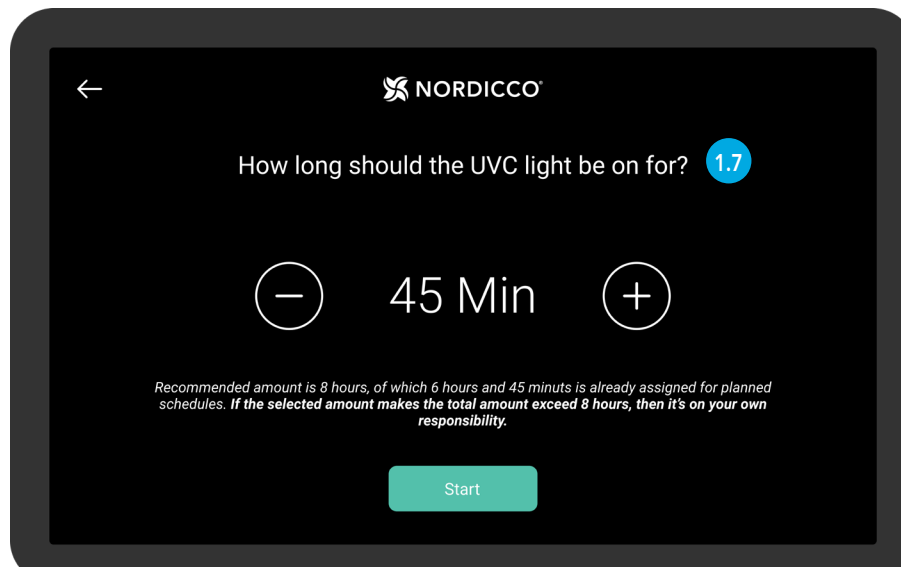 NORDICCO®
How long should the UVC light be on for? 1.7
45 Min
Recommended amount is 8 hours, of which 6 hours and 45 minuts is already assigned for planned
schedules. If the selected amount makes the total amount exceed 8 hours, then it's on your own
responsibility.
Start